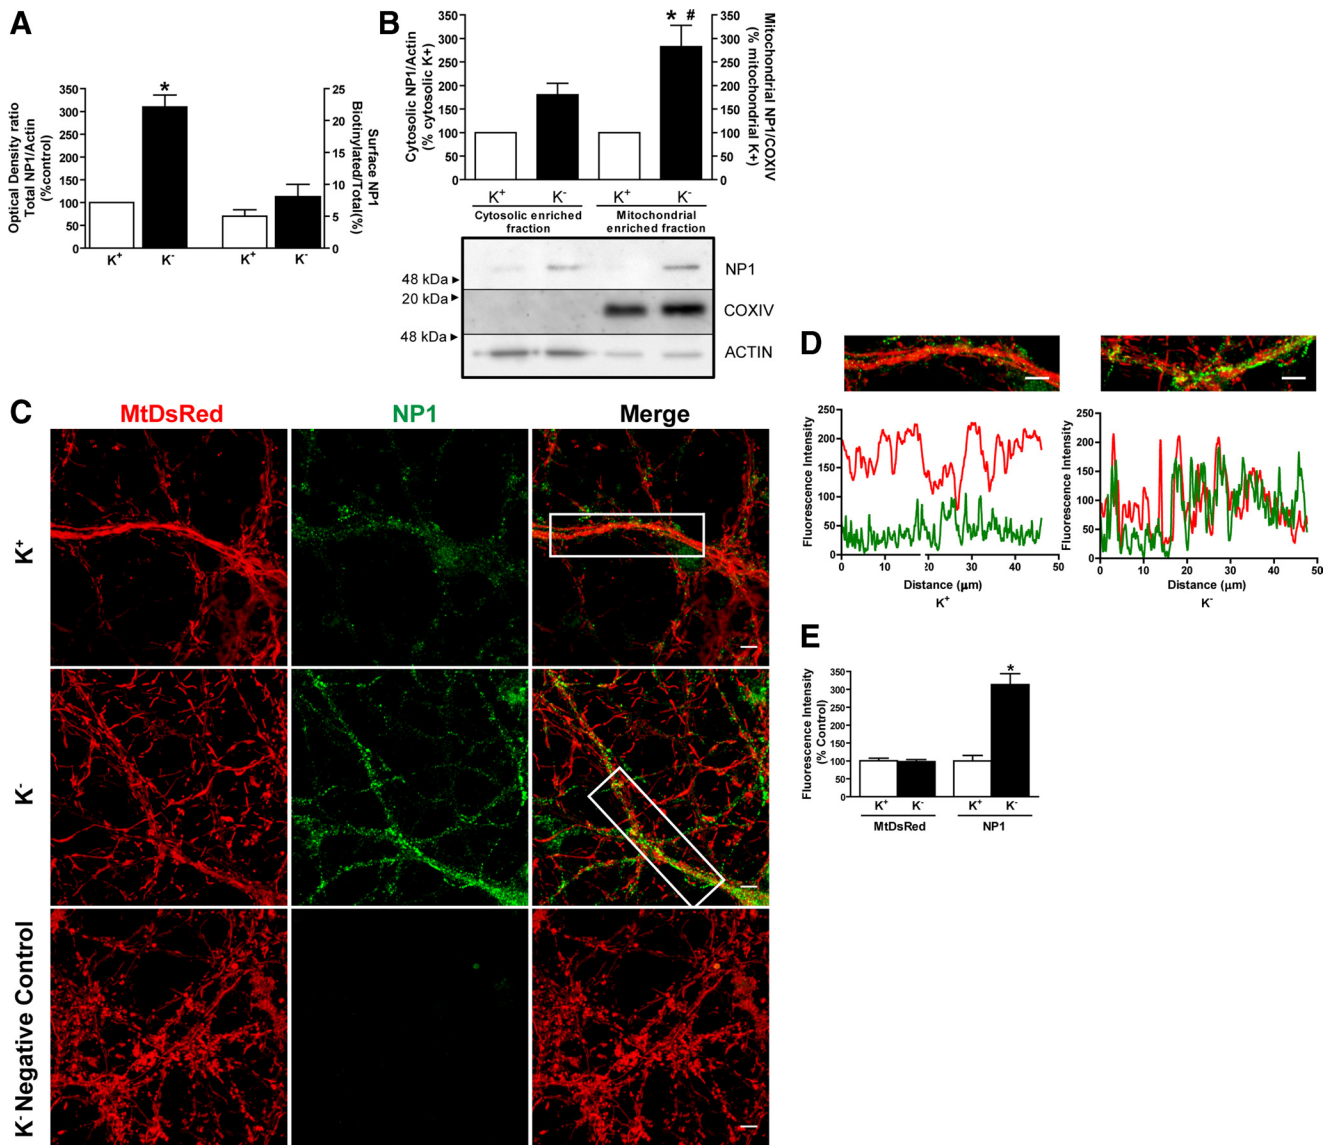 A
Optical Density ratio
Total NP1/Actin
(%control)
350
300
250
200
150
100
50
0
25
20
15
10
5
0
Surface NP1
Biotinylated/Total(%)
*
K+
K-
K+
K-
B
Cytosolic NP1/Actin
(% cytosolic K+)
350
300
250
200
150
100
50
0
* #
350
300
250
200
150
100
50
0
Mitochondrial NP1/COXIV
(% mitochondrial K+)
K+
K-
K+
K-
Cytosolic enriched
fraction
Mitochondrial
enriched fraction
48 kDa
20 kDa
48 kDa
NP1
COXIV
ACTIN
C
MtDsRed
NP1
Merge
K+
K-
K- Negative Control
D
Fluorescence Intensity
250
200
150
100
50
0
0
10
20
30
40
50
Distance (μm)
K+
Fluorescence Intensity
250
200
150
100
50
0
0
10
20
30
40
50
Distance (μm)
K-
E
Fluorescence Intensity
(% Control)
350
300
250
200
150
100
50
0
*
K+
K-
K+
K-
MtDsRed
NP1